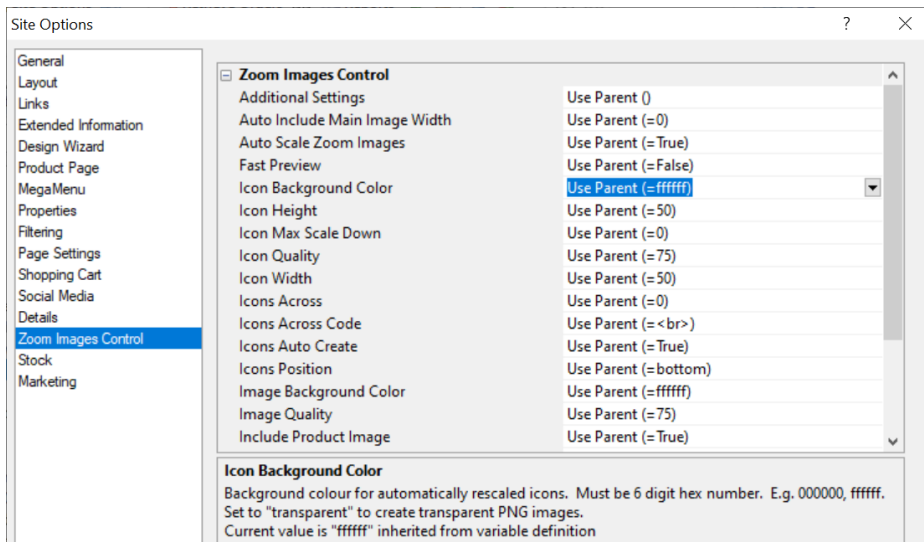 Site Options
?
General
Layout
Links
Extended Information
Design Wizard
Product Page
MegaMenu
Properties
Filtering
Page Settings
Shopping Cart
Social Media
Details
Zoom Images Control
Stock
Marketing
Zoom Images Control
Additional Settings Use Parent ()
Auto Include Main Image Width Use Parent (=0)
Auto Scale Zoom Images Use Parent (=True)
Fast Preview Use Parent (=False)
Icon Background Color Use Parent (=ffffff)
Icon Height Use Parent (=50)
Icon Max Scale Down Use Parent (=0)
Icon Quality Use Parent (=75)
Icon Width Use Parent (=50)
Icons Across Use Parent (=0)
Icons Across Code Use Parent (=<br>)
Icons Auto Create Use Parent (=True)
Icons Position Use Parent (=bottom)
Image Background Color Use Parent (=ffffff)
Image Quality Use Parent (=75)
Include Product Image Use Parent (=True)
Icon Background Color
Background colour for automatically rescaled icons. Must be 6 digit hex number. E.g. 000000, ffffff.
Set to "transparent" to create transparent PNG images.
Current value is "ffffff" inherited from variable definition